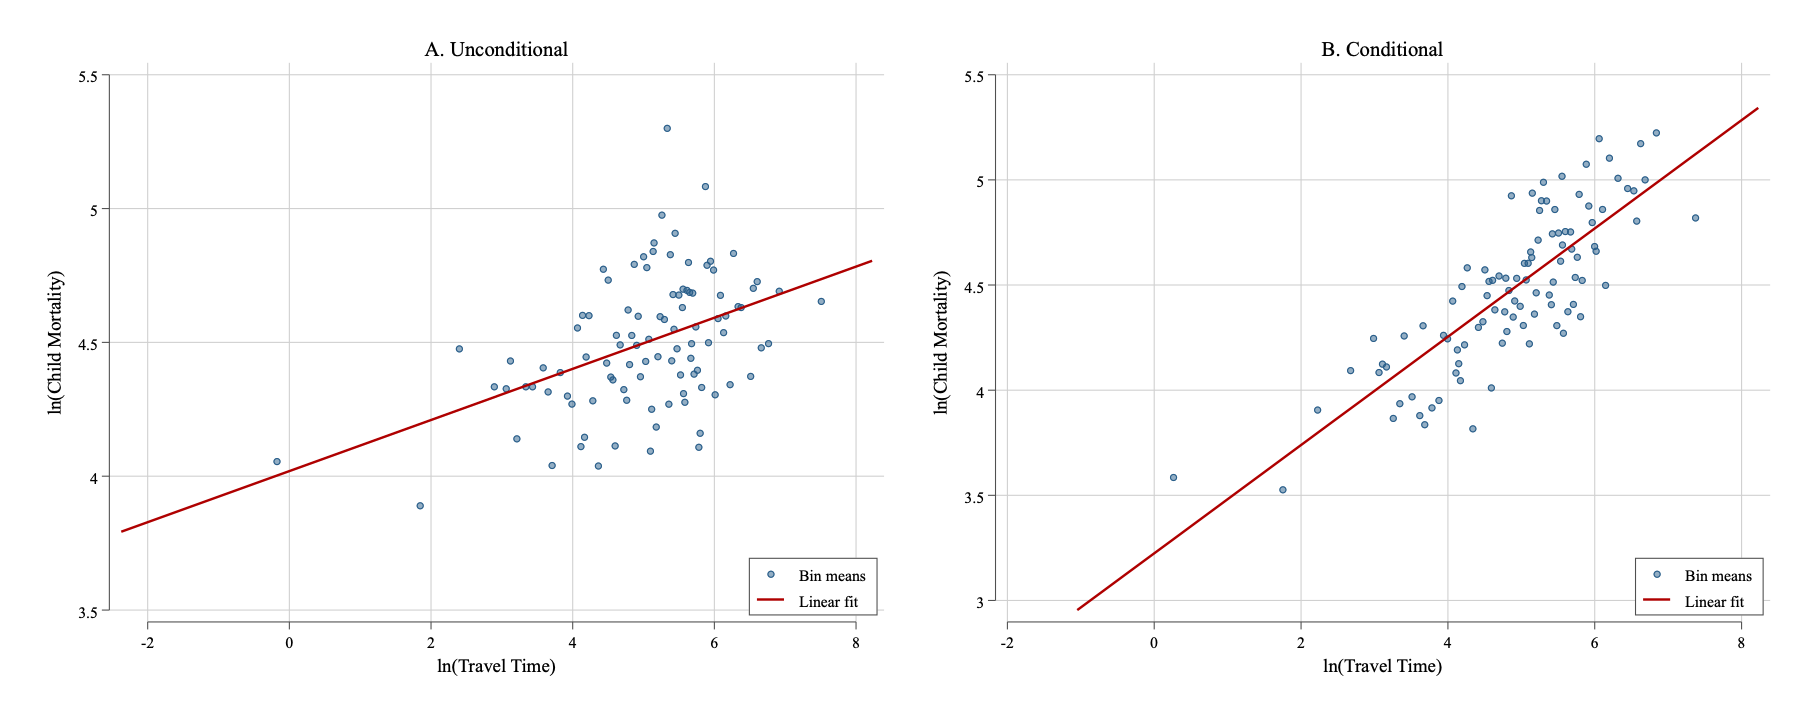 A. Unconditional
5.5
5
4.5
4
3.5
ln(Child Mortality)
-2 0 2 4 6 8
ln(Travel Time)
Bin means
Linear fit
B. Conditional
5.5
5
4.5
4
3.5
3
ln(Child Mortality)
-2 0 2 4 6 8
ln(Travel Time)
Bin means
Linear fit